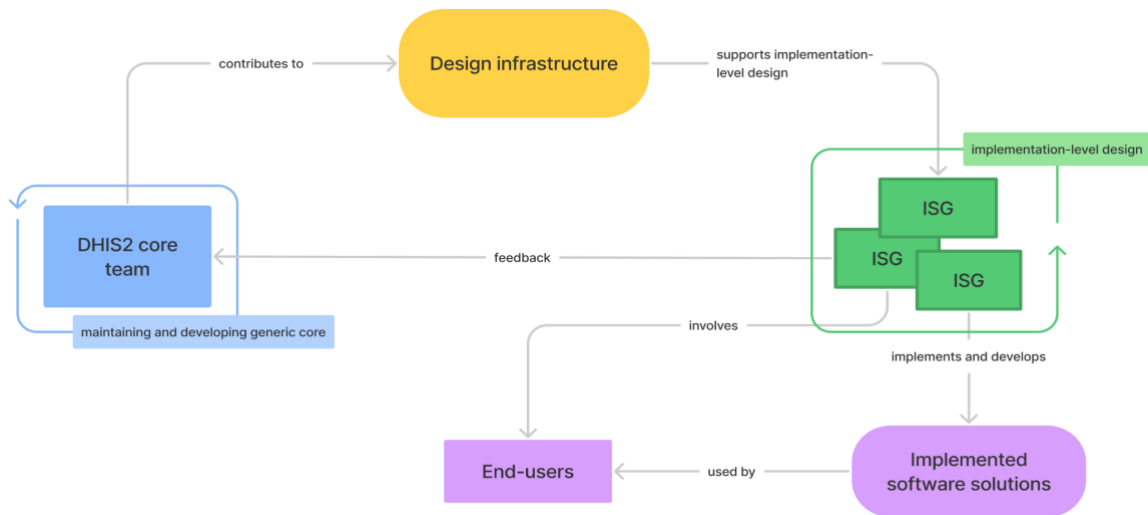 contributes to
Design infrastructure
supports implementation-
level design
implementation-level design
ISG
DHIS2 core
team
feedback
ISG
ISG
maintaining and developing generic core
involves
implements and develops
End-users
used by
Implemented
software solutions